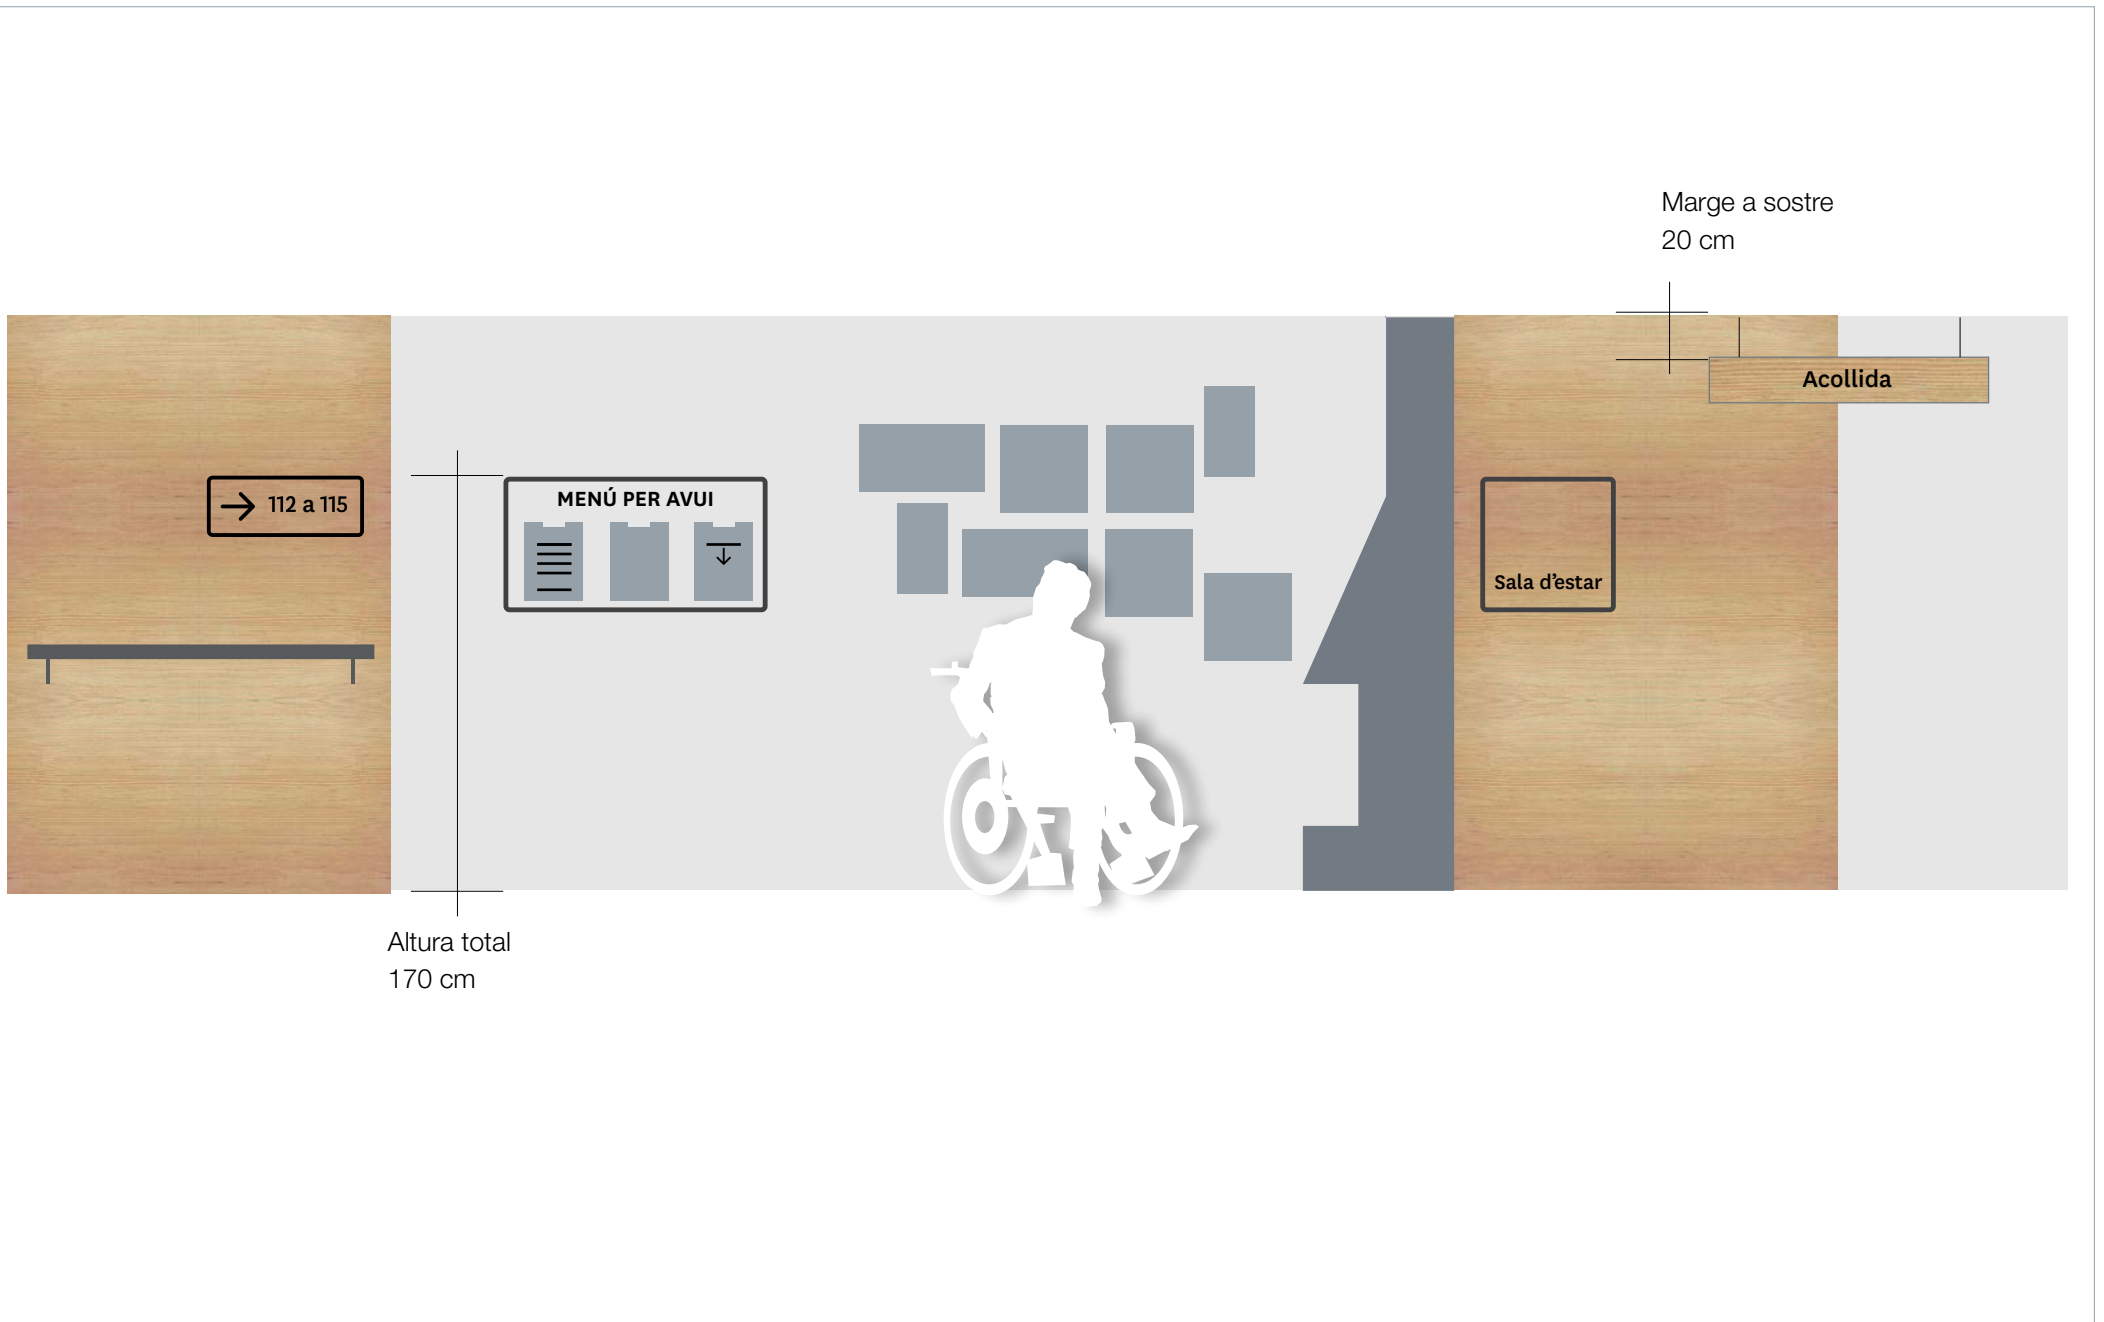 Marge a sostre
20 cm
Acollida
112 a 115
MENÚ PER AVUI
Sala d’estar
Altura total
170 cm